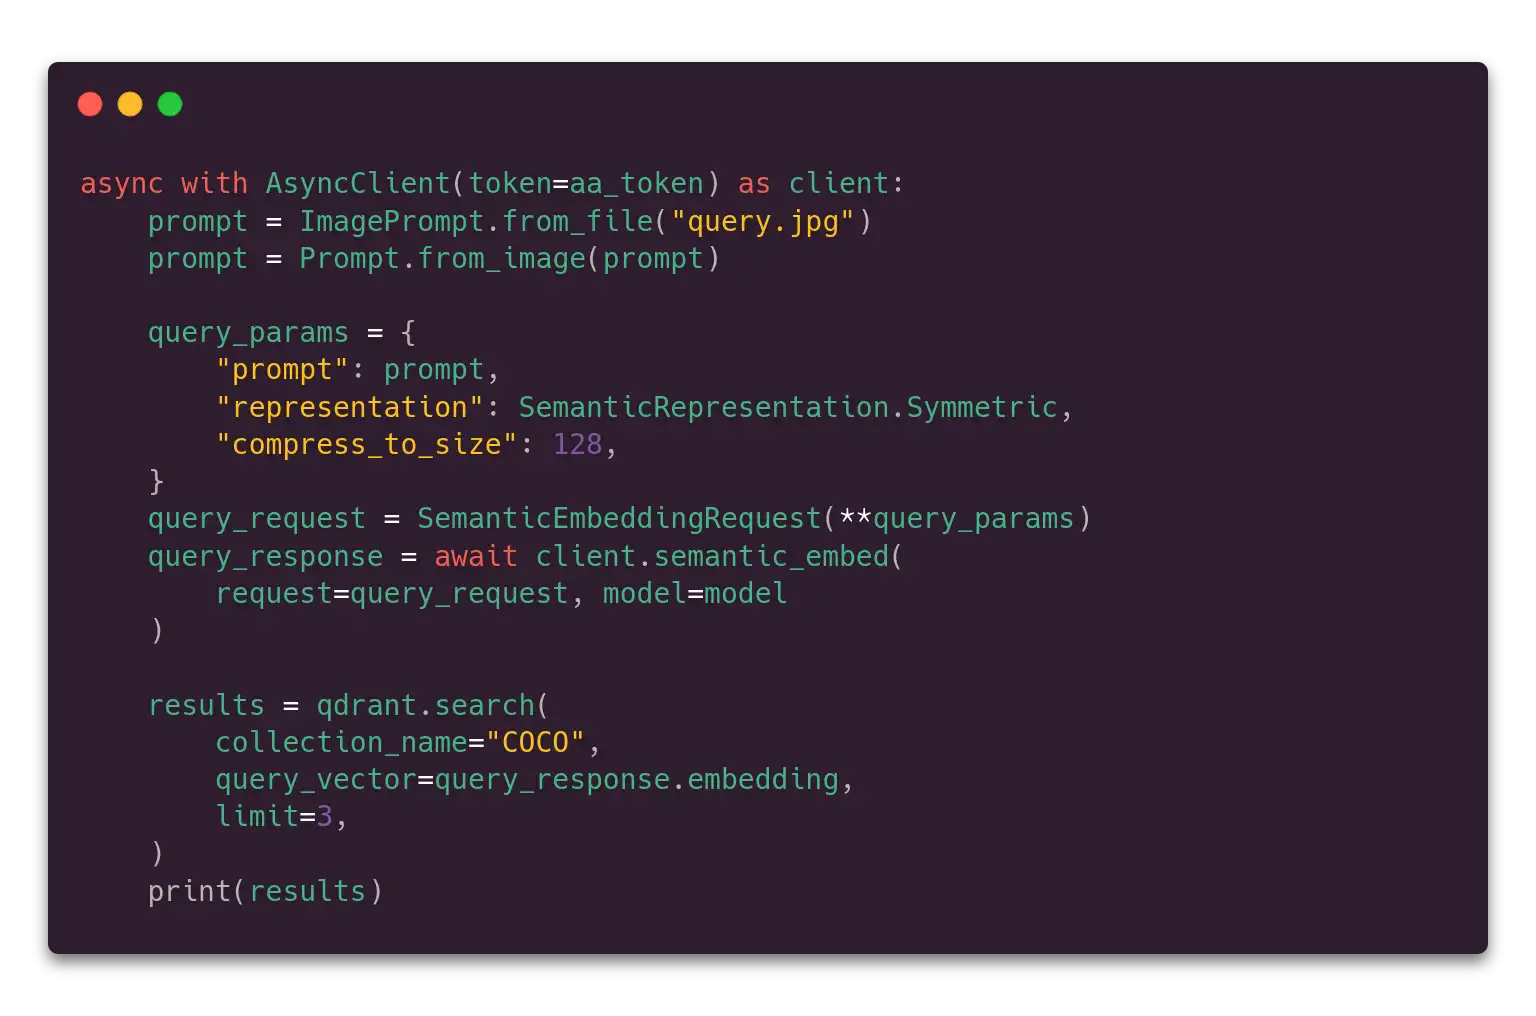 async with AsyncClient(token=aa_token) as client:
    prompt = ImagePrompt.from_file("query.jpg")
    prompt = Prompt.from_image(prompt)

    query_params = {
        "prompt": prompt,
        "representation": SemanticRepresentation.Symmetric,
        "compress_to_size": 128,
    }
    query_request = SemanticEmbeddingRequest(**query_params)
    query_response = await client.semantic_embed(
        request=query_request, model=model
    )

    results = qdrant.search(
        collection_name="COCO",
        query_vector=query_response.embedding,
        limit=3,
    )
    print(results)